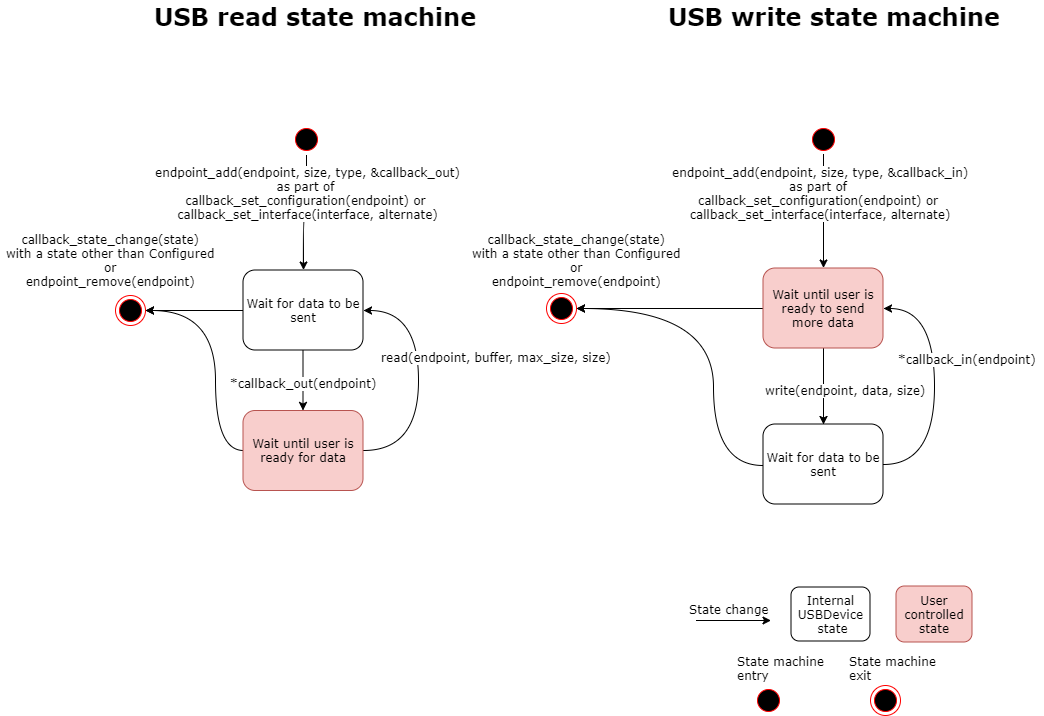 USB read state machine
endpoint_add(endpoint, size, type, &callback_out)
as part of
callback_set_configuration(endpoint) or
callback_set_interface(interface, alternate)
callback_state_change(state)
with a state other than Configured
or
endpoint_remove(endpoint)
Wait for data to be
sent
read(endpoint, buffer, max_size, size)
*callback_out(endpoint)
Wait until user is
ready for data
USB write state machine
endpoint_add(endpoint, size, type, &callback_in)
as part of
callback_set_configuration(endpoint) or
callback_set_interface(interface, alternate)
callback_state_change(state)
with a state other than Configured
or
endpoint_remove(endpoint)
Wait until user is
ready to send
more data
*callback_in(endpoint)
write(endpoint, data, size)
Wait for data to be
sent
State change
Internal
USBDevice
state
User
controlled
state
State machine
entry
State machine
exit